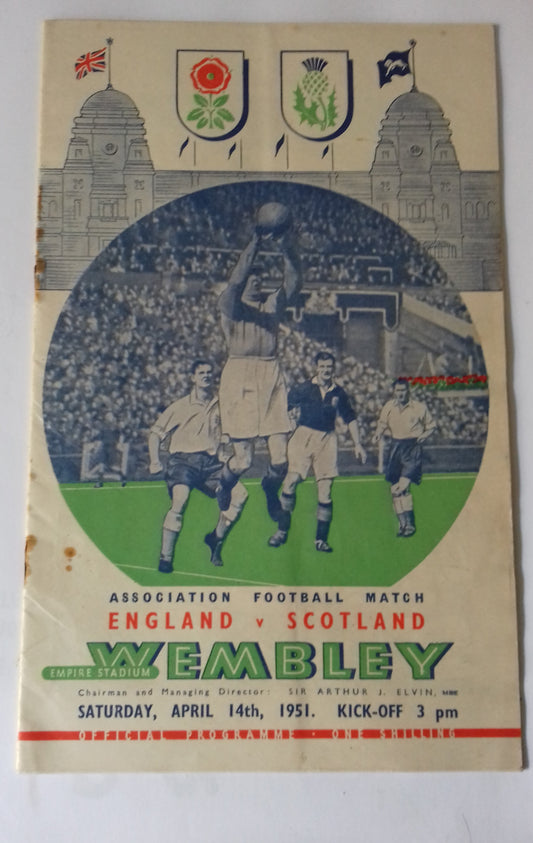 ASSOCIATION FOOTBALL MATCH
ENGLAND v SCOTLAND
WEMBLEY
EMPIRE STADIUM
Chairman and Managing Director: SIR ARTHUR J. ELVIN, MBE
SATURDAY, APRIL 14th, 1951. KICK-OFF 3 pm
OFFICIAL PROGRAMME · ONE SHILLING